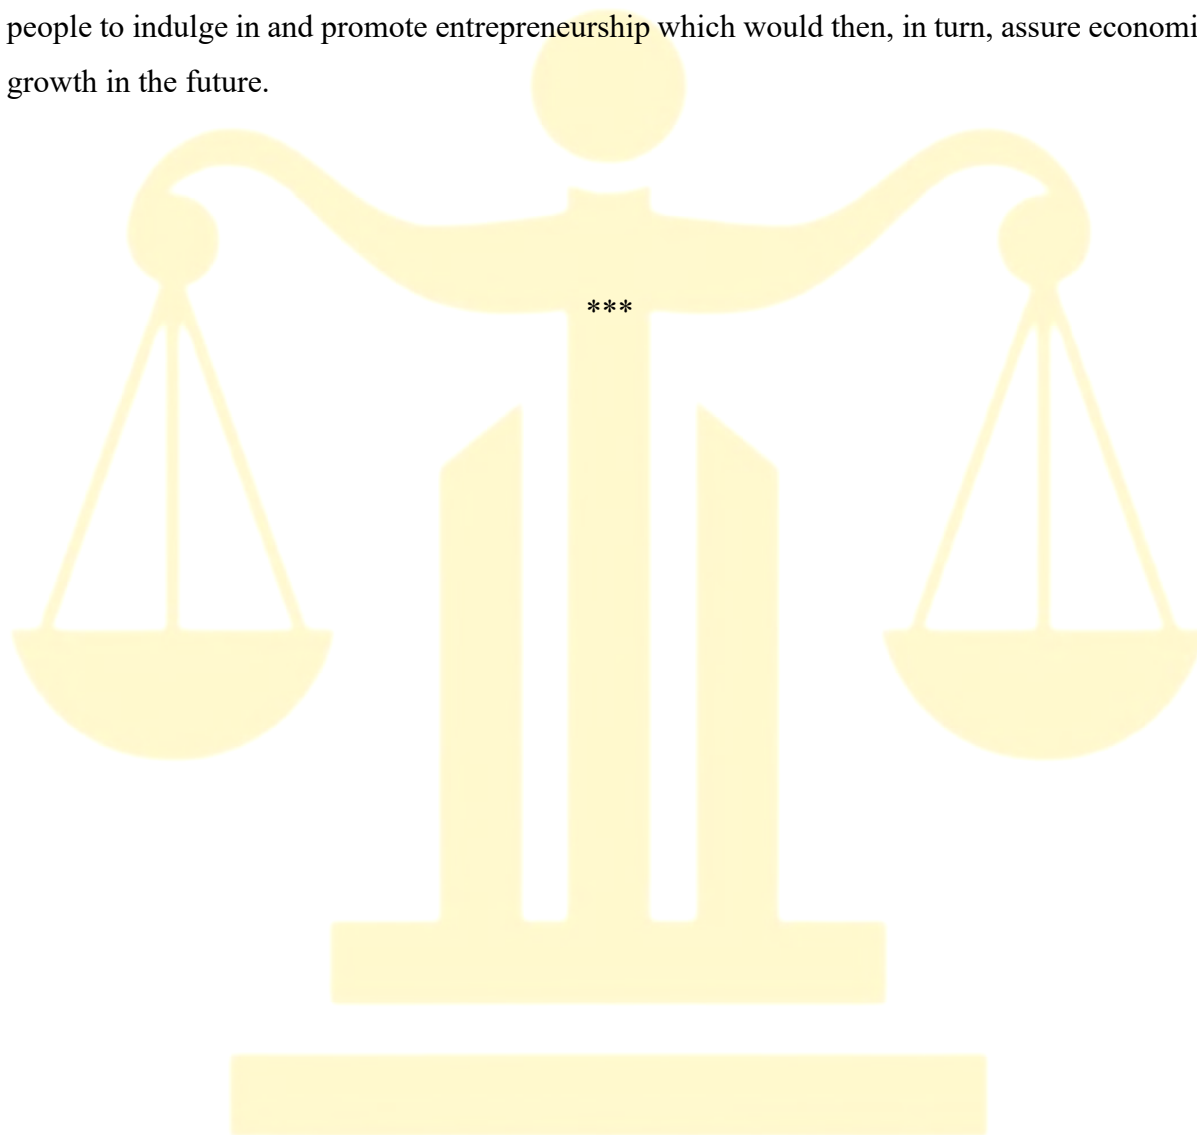 people to indulge in and promote entrepreneurship which would then, in turn, assure economi
growth in the future.
***